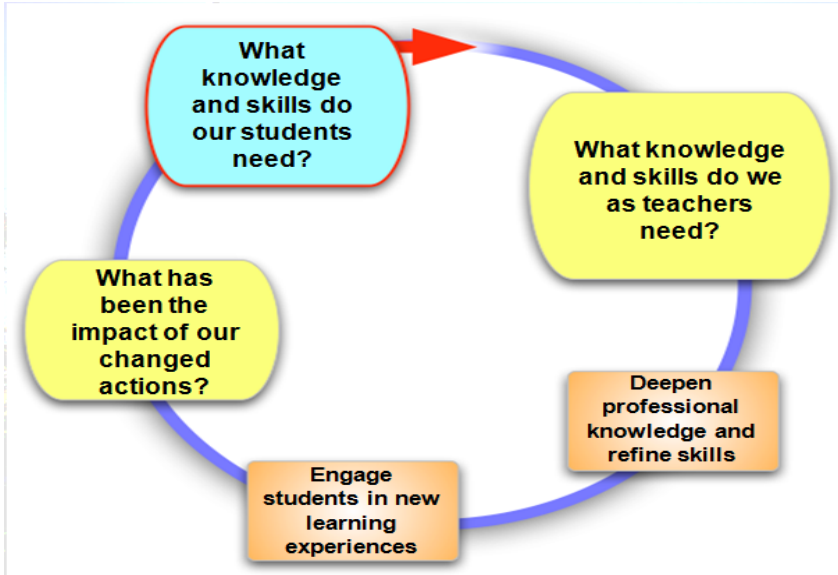 What
knowledge
and skills do
our students
need?
What knowledge
and skills do we
as teachers
need?
Deepen
professional
knowledge and
refine skills
Engage
students in new
learning
experiences
What has
been the
impact of our
changed
actions?